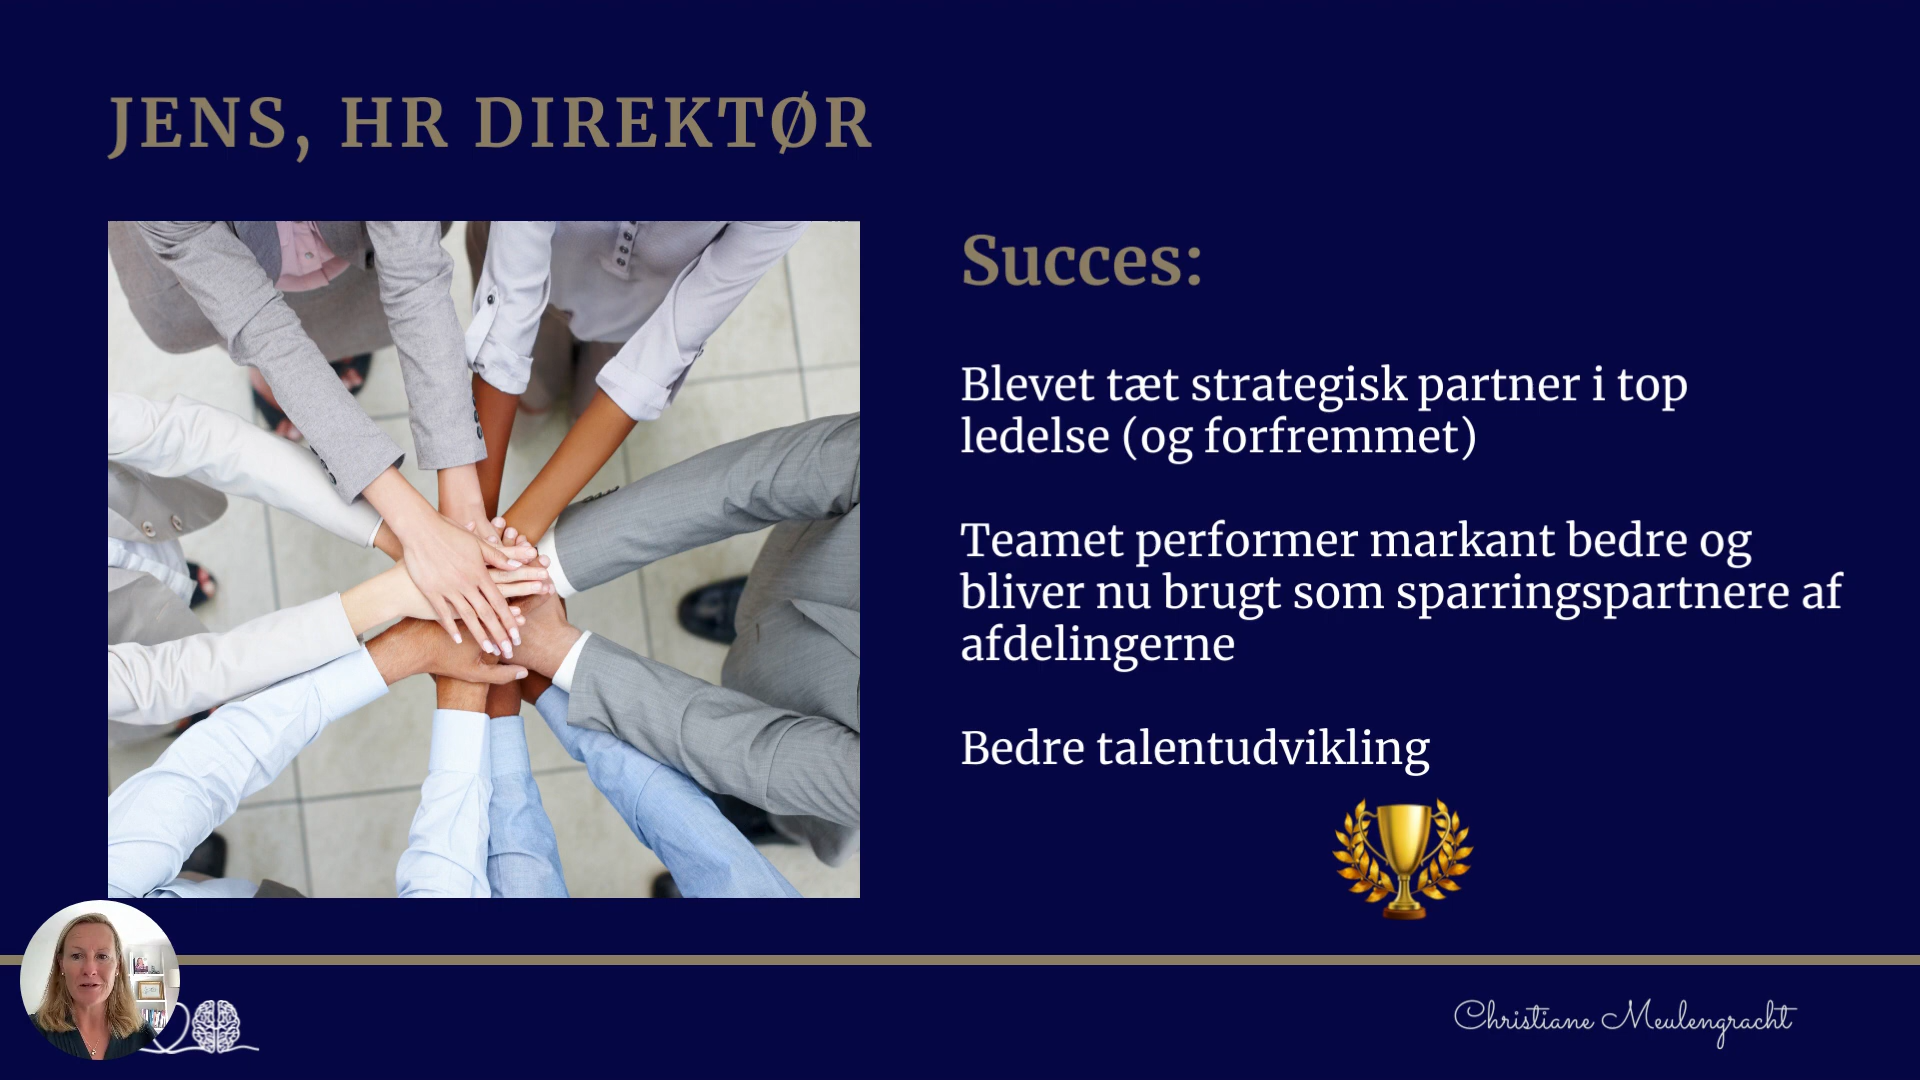 JENS, HR DIREKTØR
Succes:
Blevet tæt strategisk partner i top
ledelse (og forfremmet)
Teamet performer markant bedre og
bliver nu brugt som sparringspartnere af
afdelingerne
Bedre talentudvikling
Christiane Meulengracht